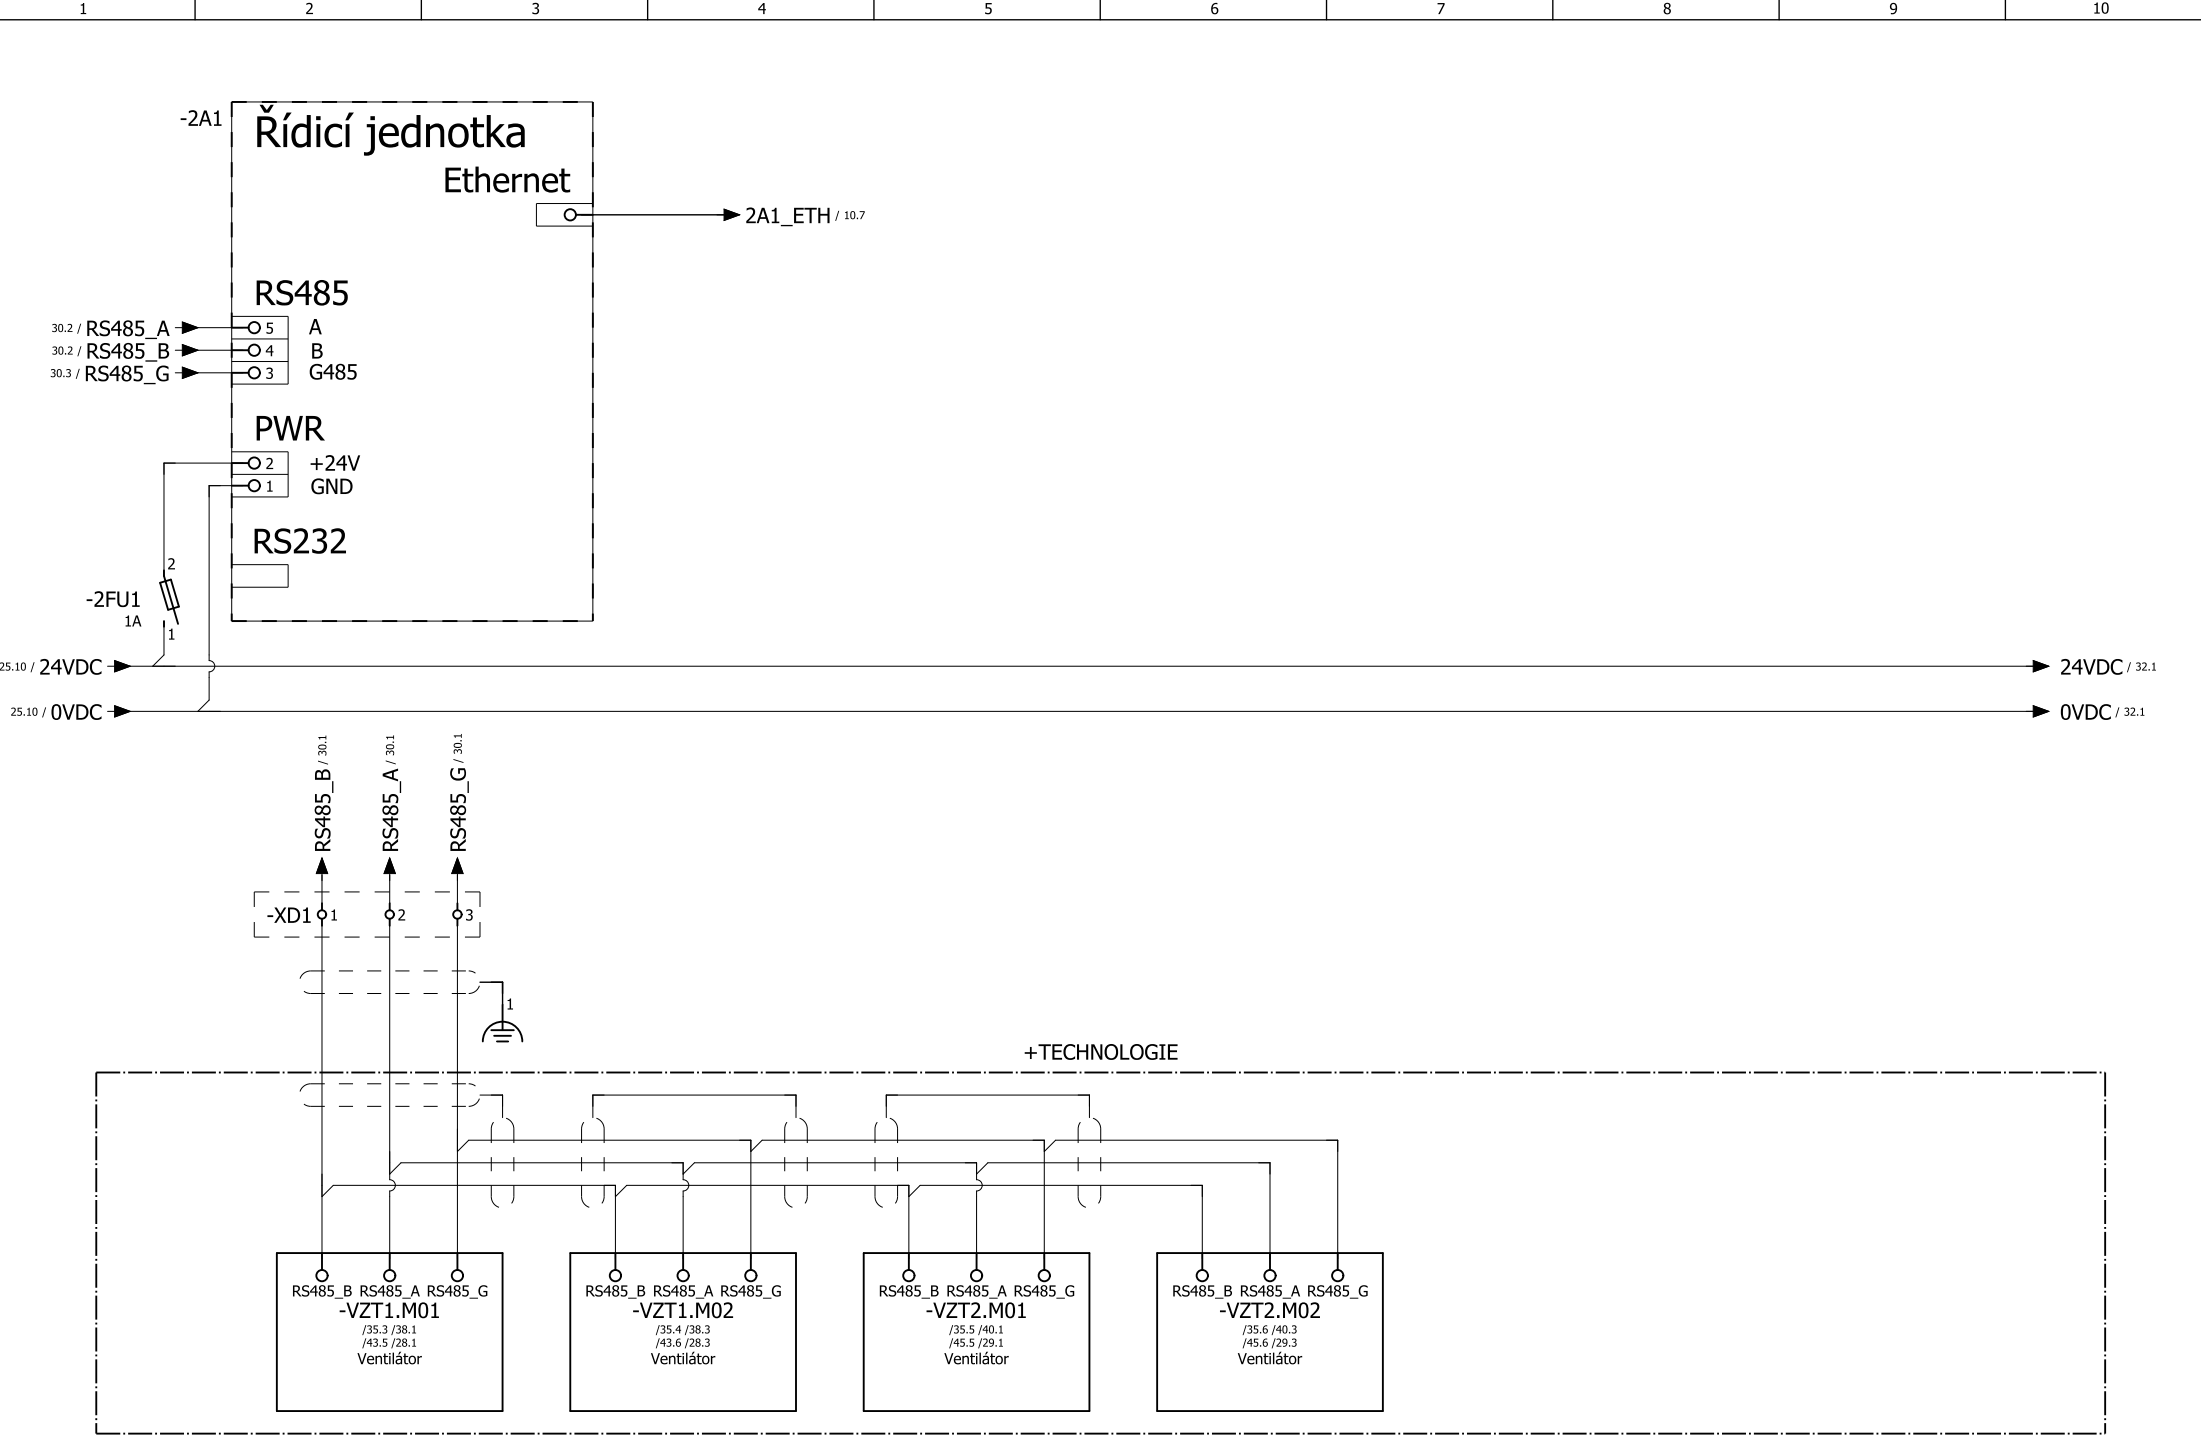 1 2 3 4 5 6 7 8 9 10
-2A1
Řídicí jednotka
Ethernet
2A1_ETH / 10.7
RS485
30.2 / RS485_A 5 A
30.2 / RS485_B 4 B
30.3 / RS485_G 3 G485
PWR
2 +24V
1 GND
RS232
2
-2FU1
1A
1
25.10 / 24VDC 24VDC / 32.1
25.10 / 0VDC 0VDC / 32.1
RS485_B / 30.1
RS485_A / 30.1
RS485_G / 30.1
-XD1 1 2 3
1
+TECHNOLOGIE
RS485_B RS485_A RS485_G
-VZT1.M01
/35.3 /38.1
/43.5 /28.1
Ventilátor
RS485_B RS485_A RS485_G
-VZT1.M02
/35.4 /38.3
/43.6 /28.3
Ventilátor
RS485_B RS485_A RS485_G
-VZT2.M01
/35.5 /40.1
/45.5 /29.1
Ventilátor
RS485_B RS485_A RS485_G
-VZT2.M02
/35.6 /40.3
/45.6 /29.3
Ventilátor